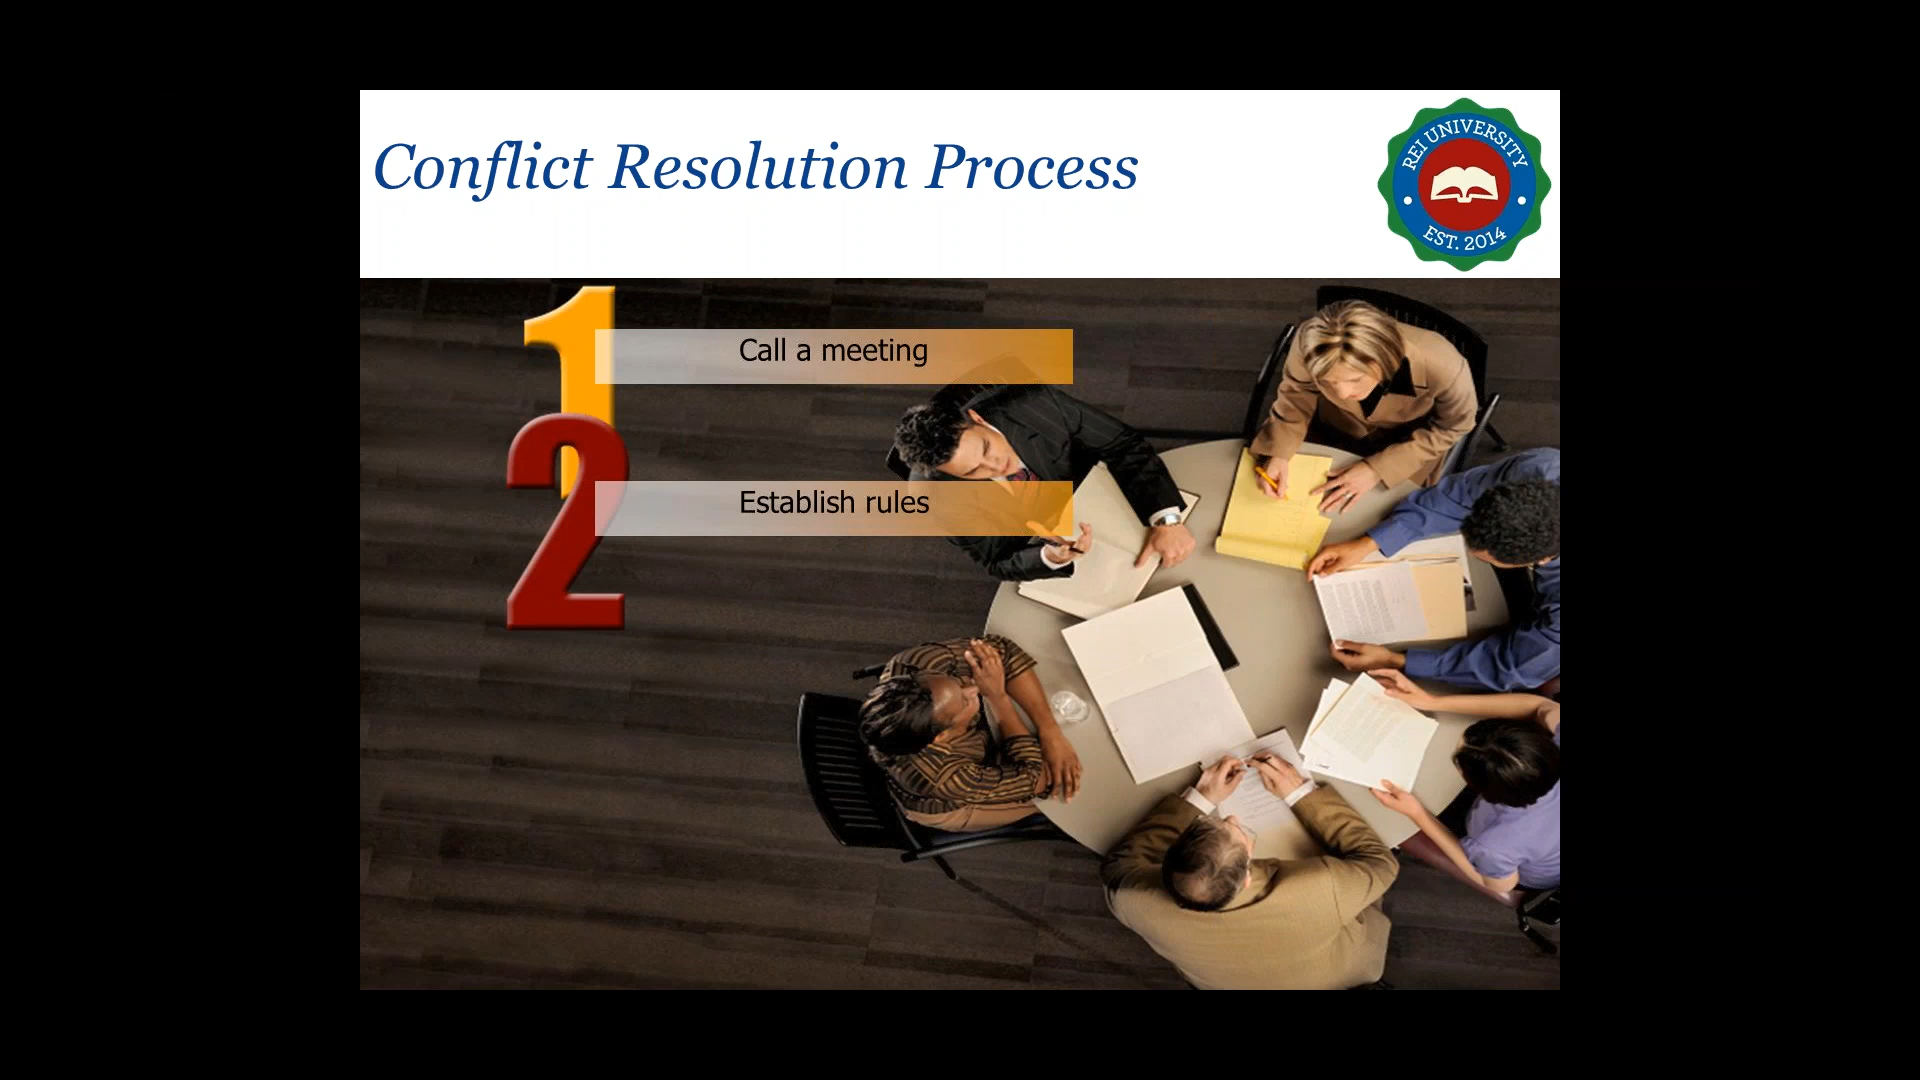 Conflict Resolution Process
REI UNIVERSITY
EST. 2014
1
Call a meeting
2
Establish rules